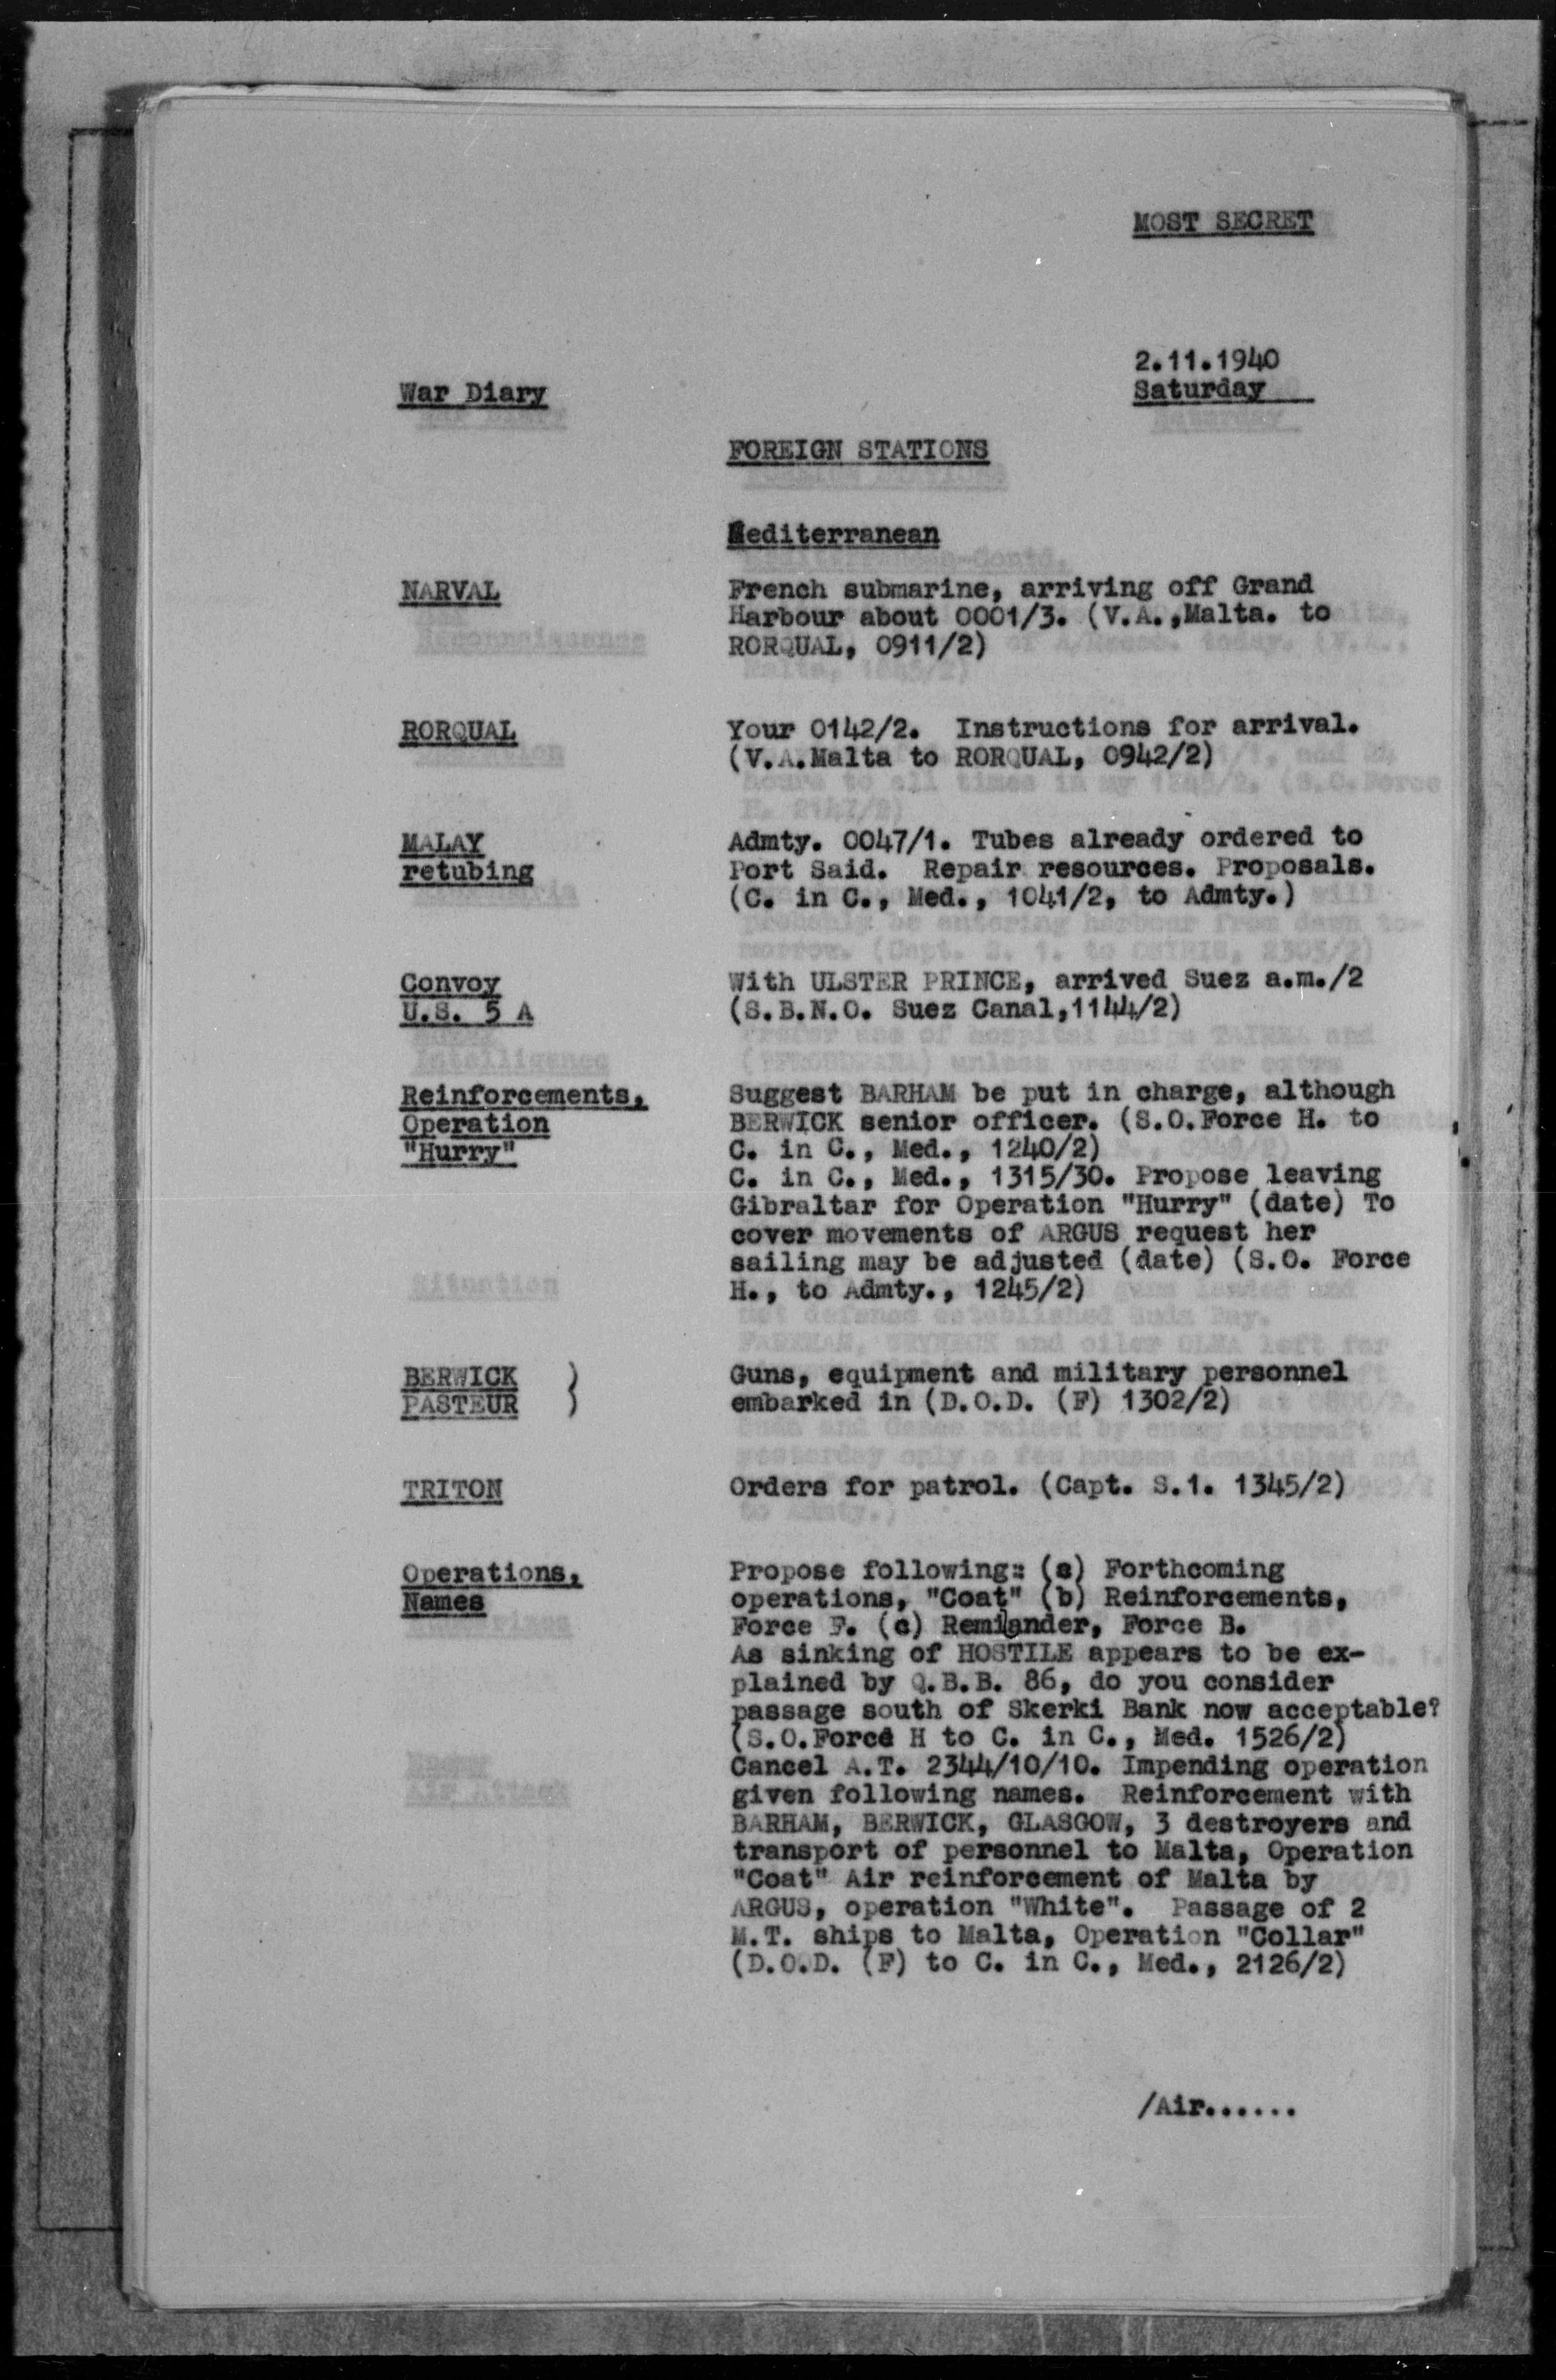 MOST SECRET
2.11.1940
War Diary
Saturday
FOREIGN STATIONS
Mediterranean
NARVAL
French submarine, arriving off Grand
Harbour about 0001/3. (V.A.,Malta. to
RORQUAL, 0911/2)
RORQUAL
Your 0142/2. Instructions for arrival.
(V.A.Malta to RORQUAL, 0942/2)
MALAY
retubing
Admty. 0047/1. Tubes already ordered to
Port Said. Repair resources. Proposals.
(C. in C., Med., 1041/2, to Admty.)
Convoy
U.S. 5 A
With ULSTER PRINCE, arrived Suez a.m./2
(S.B.N.O. Suez Canal,1144/2)
Reinforcements,
Operation
"Hurry"
Suggest BARHAM be put in charge, although
BERWICK senior officer. (S.O.Force H. to
C. in C., Med., 1240/2)
C. in C., Med., 1315/30. Propose leaving
Gibraltar for Operation "Hurry" (date) To
cover movements of ARGUS request her
sailing may be adjusted (date) (S.O. Force
H., to Admty., 1245/2)
BERWICK }
PASTEUR
Guns, equipment and military personnel
embarked in (D.O.D. (F) 1302/2)
TRITON
Orders for patrol. (Capt. S.1. 1345/2)
Operations,
Names
Propose following: (a) Forthcoming
operations, "Coat" (b) Reinforcements,
Force F. (c) Remiander, Force B.
As sinking of HOSTILE appears to be ex-
plained by Q.B.B. 86, do you consider
passage south of Skerki Bank now acceptable?
(S.O.Force H to C. in C., Med. 1526/2)
Cancel A.T. 2344/10/10. Impending operation
given following names. Reinforcement with
BARHAM, BERWICK, GLASGOW, 3 destroyers and
transport of personnel to Malta, Operation
"Coat" Air reinforcement of Malta by
ARGUS, operation "White". Passage of 2
M.T. ships to Malta, Operation "Collar"
(D.O.D. (F) to C. in C., Med., 2126/2)
/Air......